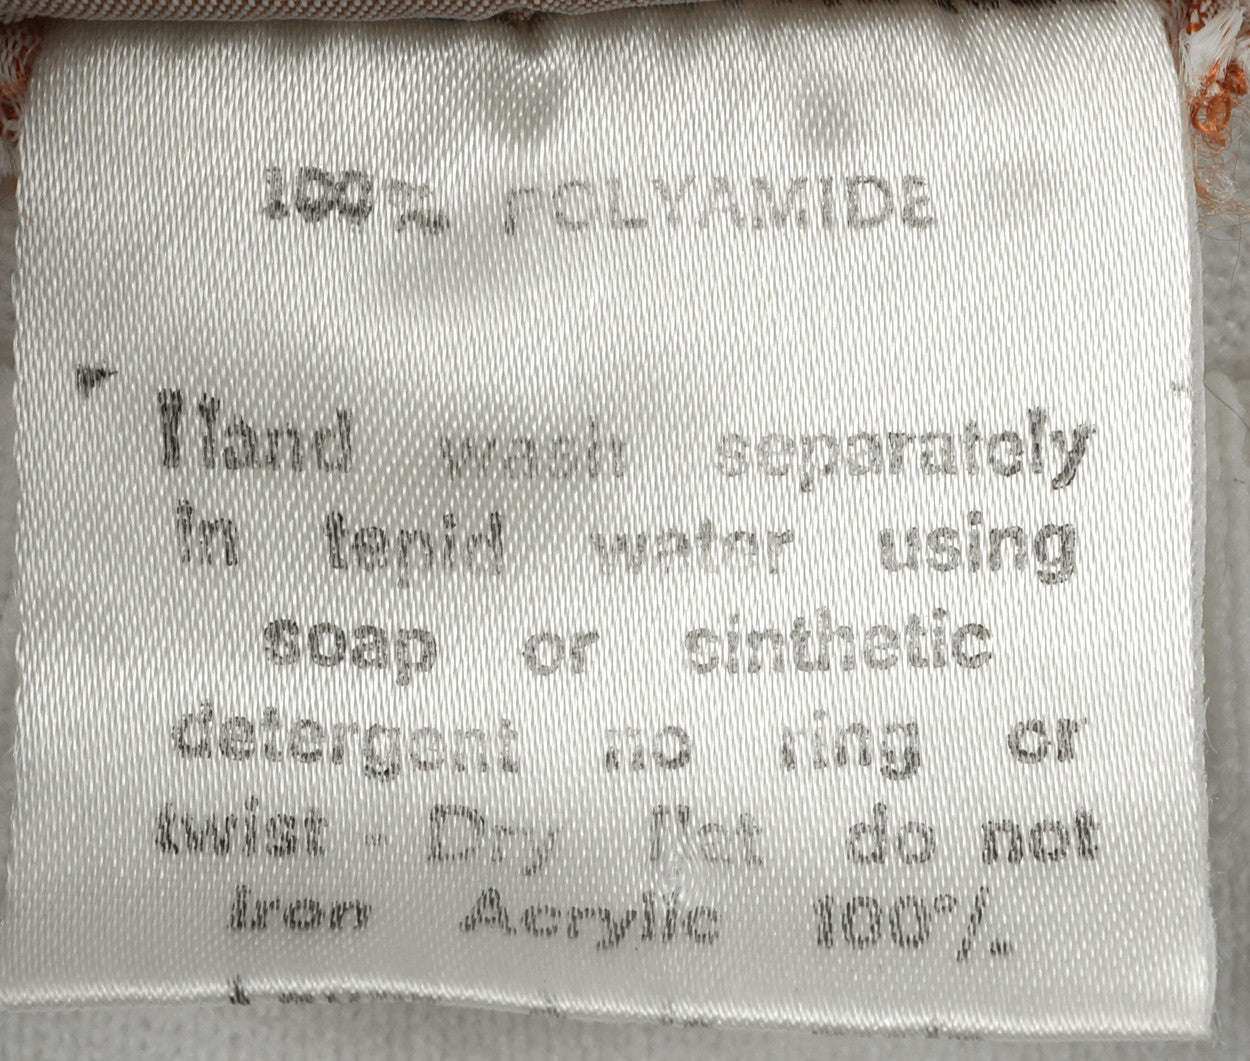 100% POLYAMIDE
Hand wash separately
in tepid water using
soap or sinthetic
detergent no ring or
twist - Dry flat do not
Iron Acrylic 100%.